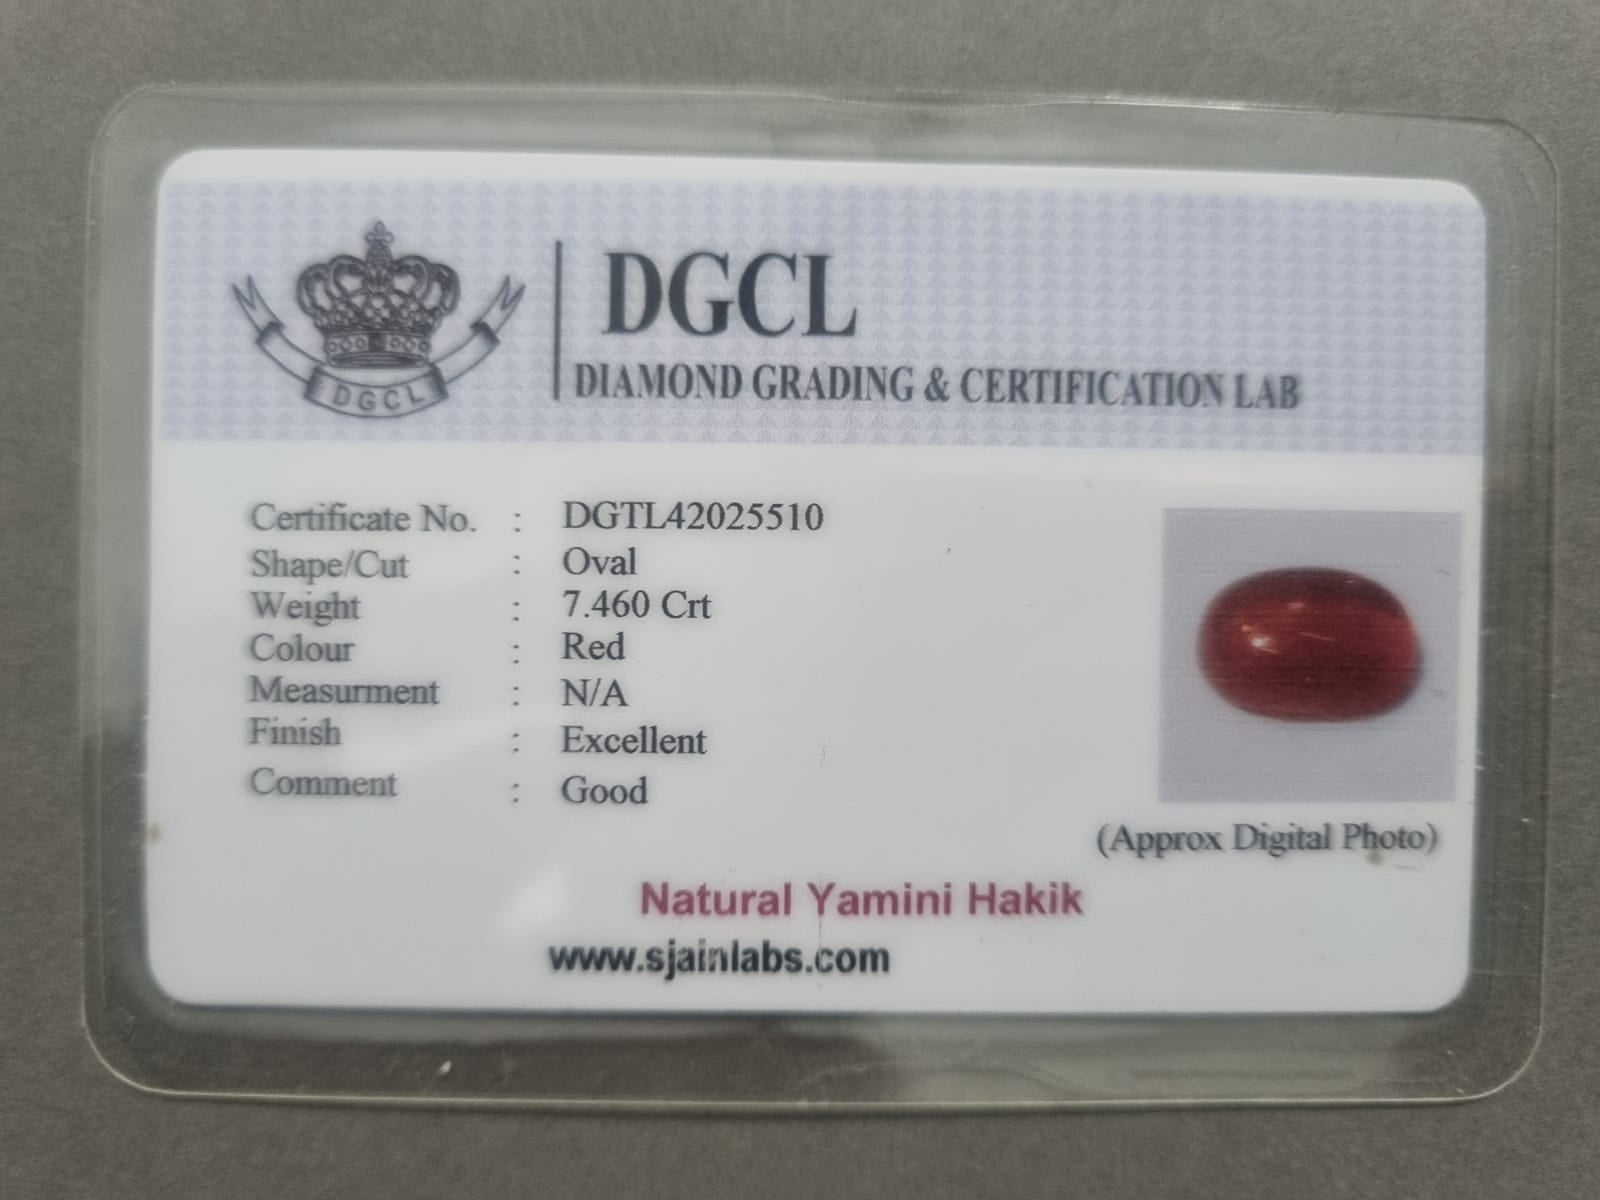 DGCL
DGCL
DIAMOND GRADING & CERTIFICATION LAB
Certificate No. : DGTL42025510
Shape/Cut : Oval
Weight : 7.460 Crt
Colour : Red
Measurment : N/A
Finish : Excellent
Comment : Good
(Approx Digital Photo)
Natural Yamini Hakik
www.sjainlabs.com